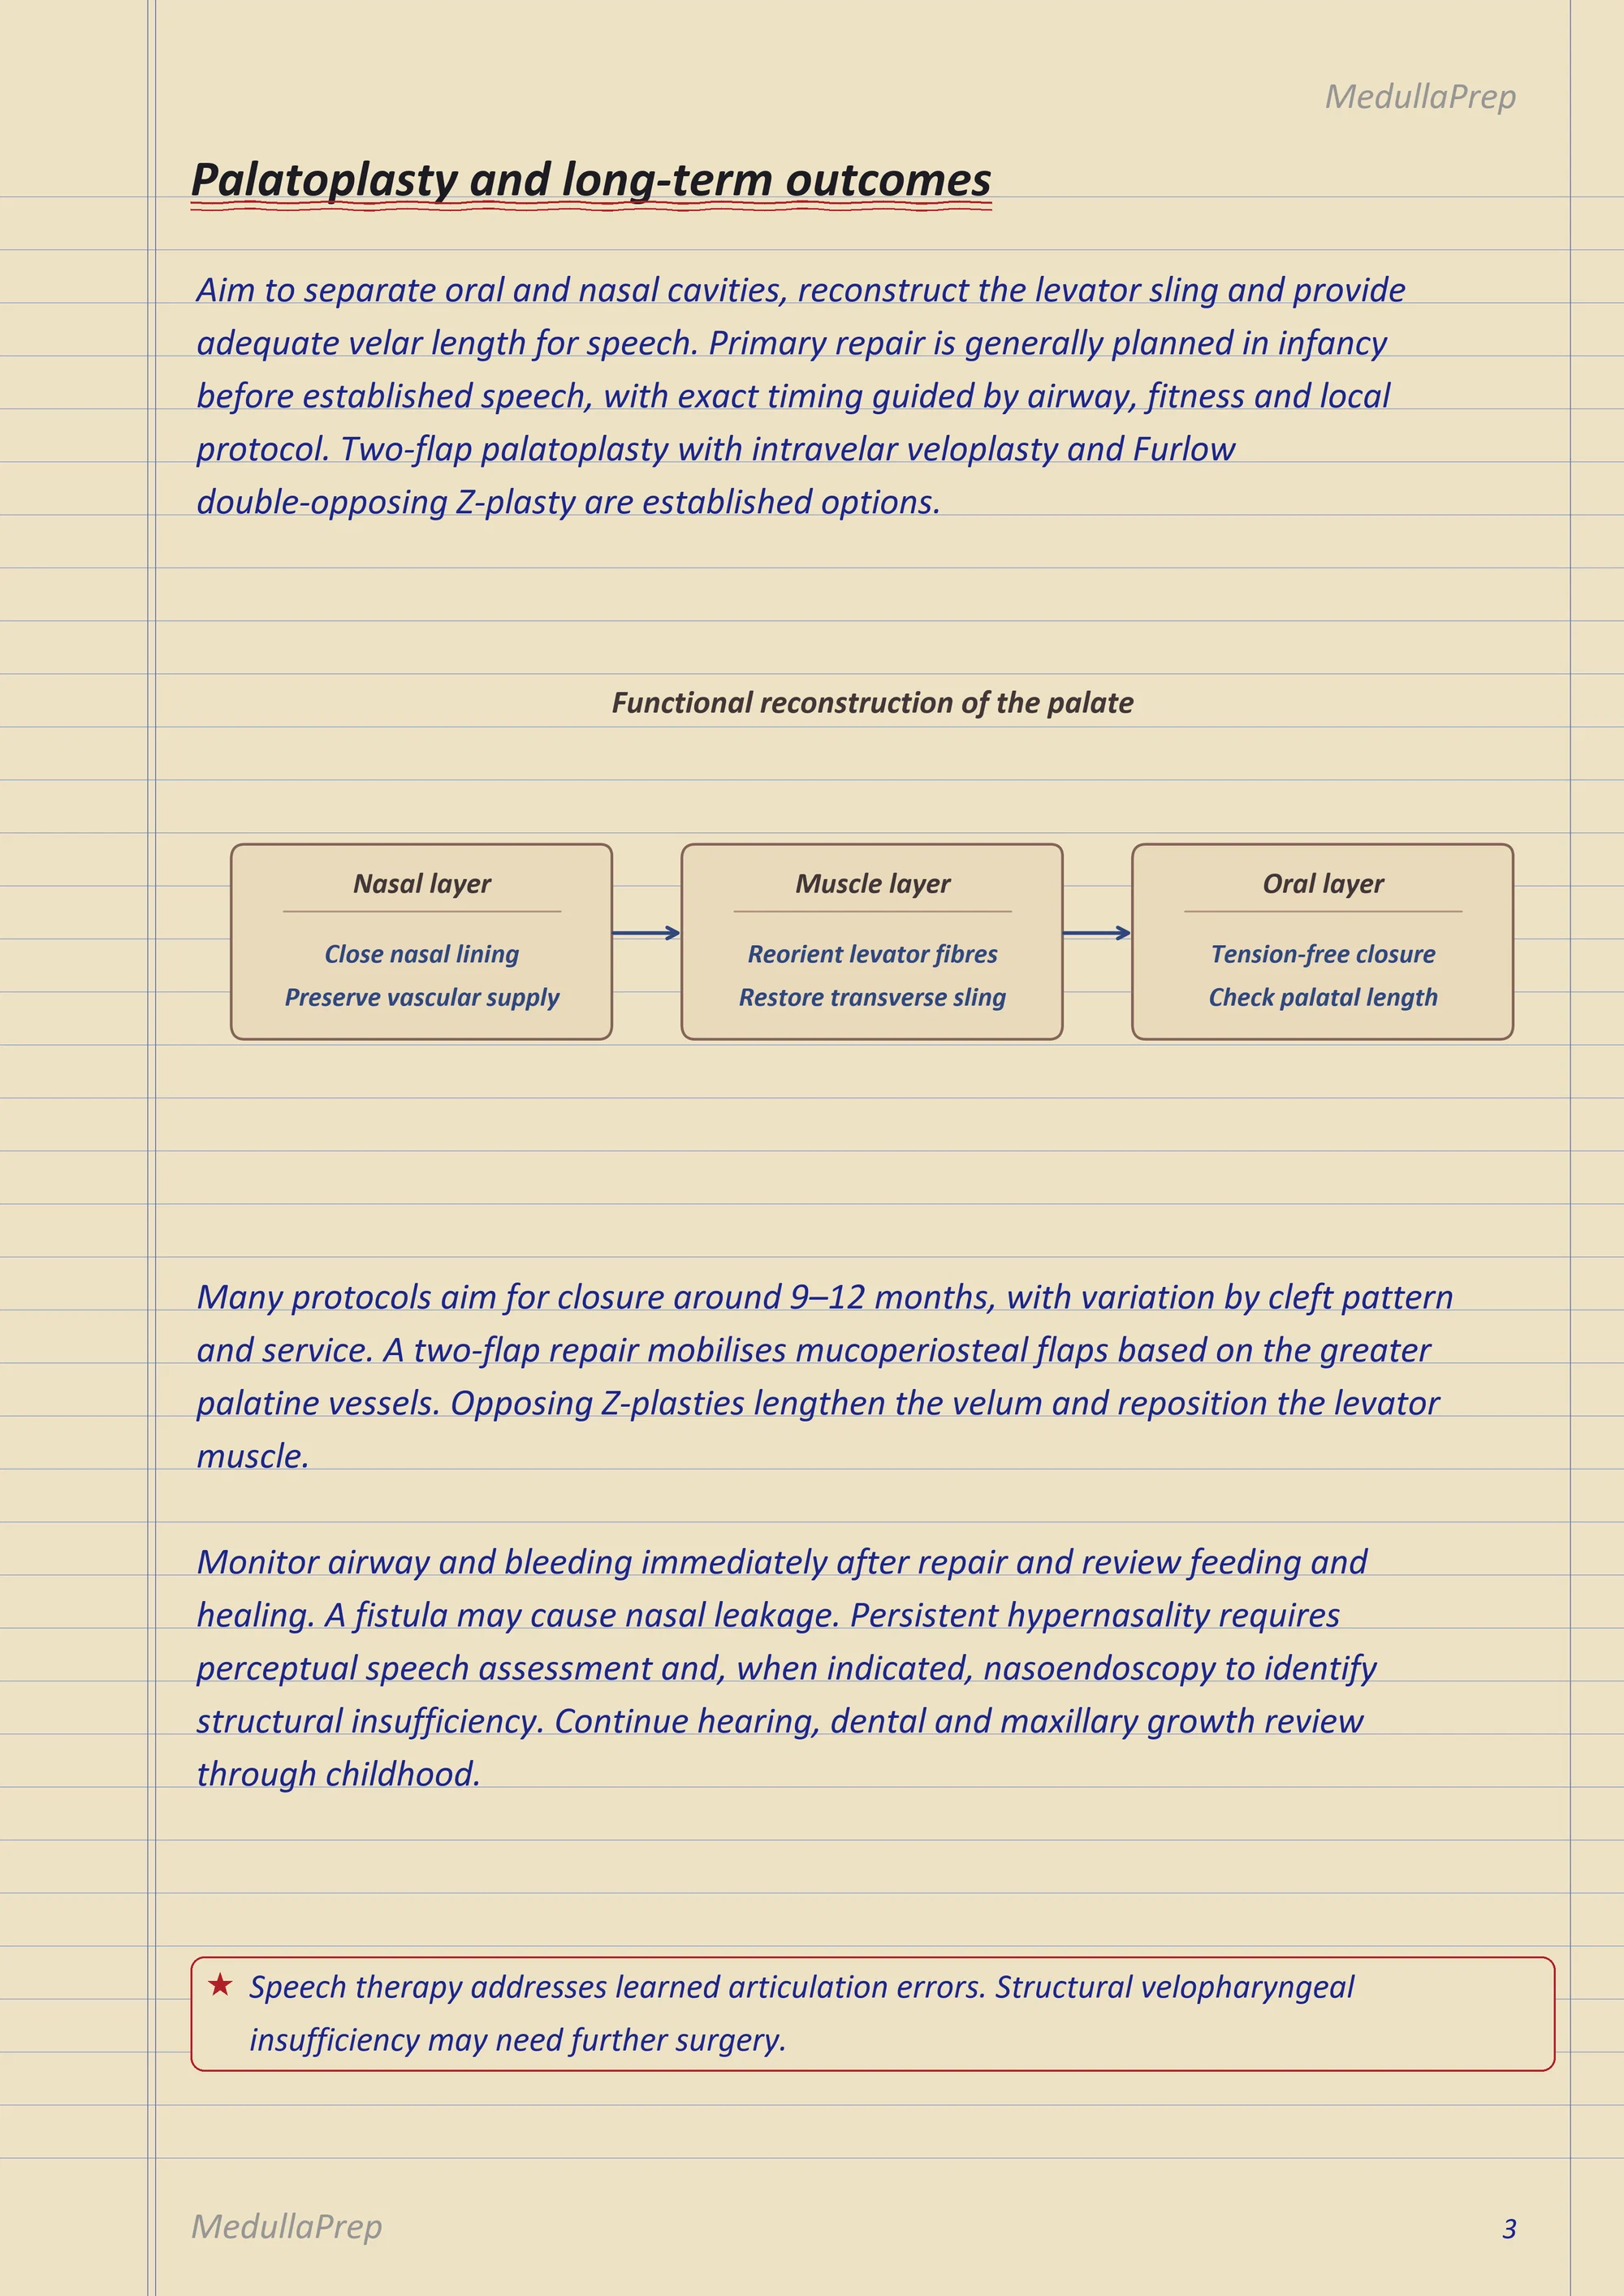 MedullaPrep
Palatoplasty and long-term outcomes
Aim to separate oral and nasal cavities, reconstruct the levator sling and provide
adequate velar length for speech. Primary repair is generally planned in infancy
before established speech, with exact timing guided by airway, fitness and local
protocol. Two-flap palatoplasty with intravelar veloplasty and Furlow
double-opposing Z-plasty are established options.
Functional reconstruction of the palate
Nasal layer
Close nasal lining
Preserve vascular supply
Muscle layer
Reorient levator fibres
Restore transverse sling
Oral layer
Tension-free closure
Check palatal length
Many protocols aim for closure around 9–12 months, with variation by cleft pattern
and service. A two-flap repair mobilises mucoperiosteal flaps based on the greater
palatine vessels. Opposing Z-plasties lengthen the velum and reposition the levator
muscle.
Monitor airway and bleeding immediately after repair and review feeding and
healing. A fistula may cause nasal leakage. Persistent hypernasality requires
perceptual speech assessment and, when indicated, nasoendoscopy to identify
structural insufficiency. Continue hearing, dental and maxillary growth review
through childhood.
★ Speech therapy addresses learned articulation errors. Structural velopharyngeal
insufficiency may need further surgery.
MedullaPrep
3